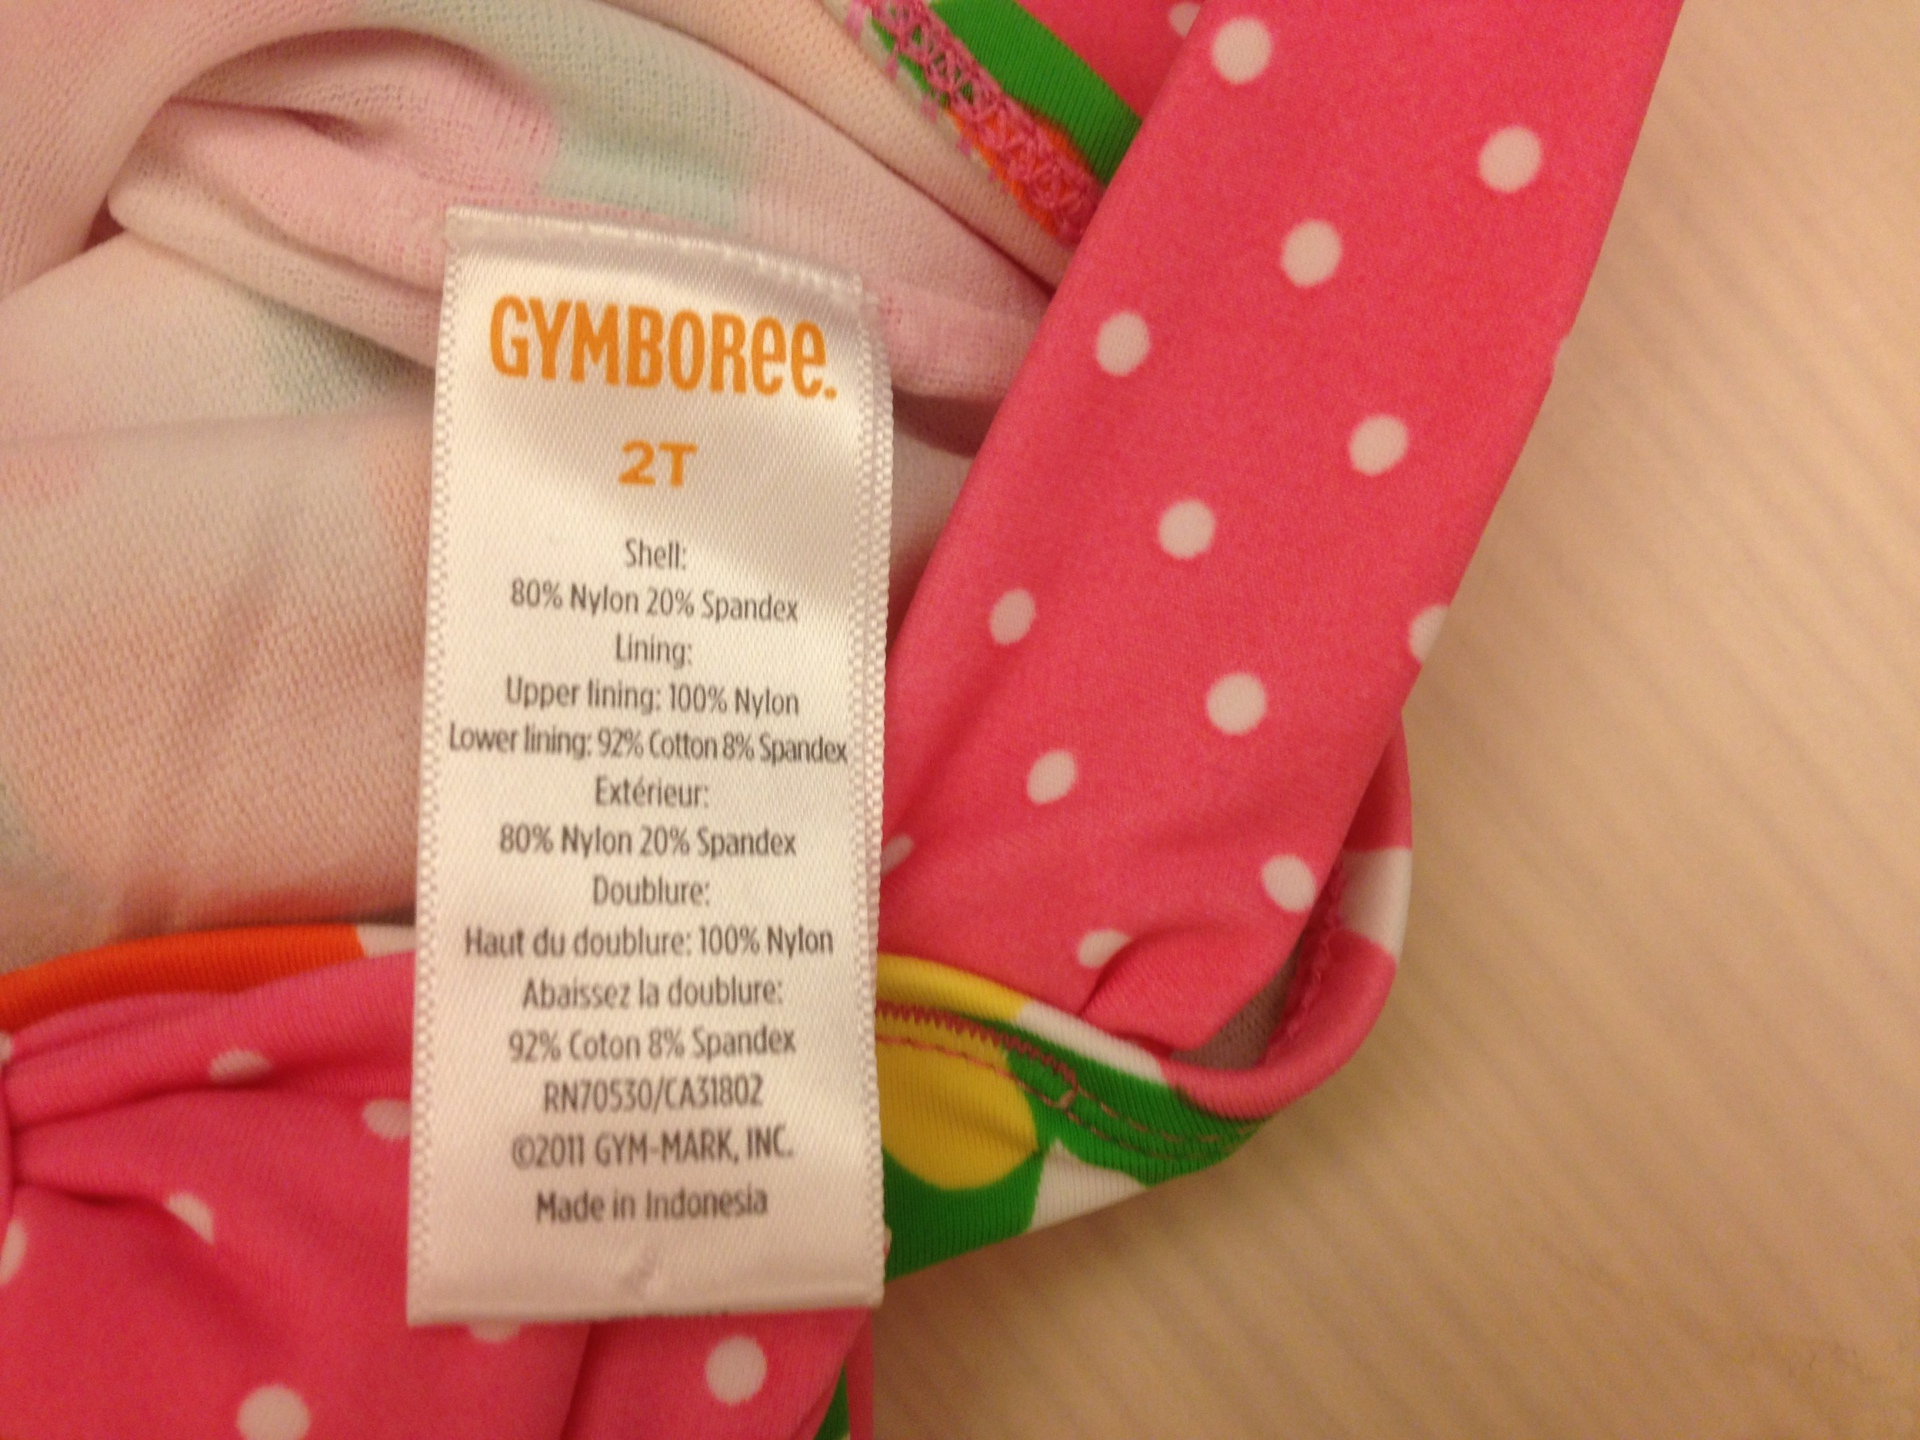 GYMBOREE.
2T
Shell:
80% Nylon 20% Spandex
Lining:
Upper lining: 100% Nylon
Lower lining: 92% Cotton 8% Spandex
Extérieur:
80% Nylon 20% Spandex
Doublure:
Haut du doublure: 100% Nylon
Abaissez la doublure:
92% Coton 8% Spandex
RN70530/CA31802
©2011 GYM-MARK, INC.
Made in Indonesia